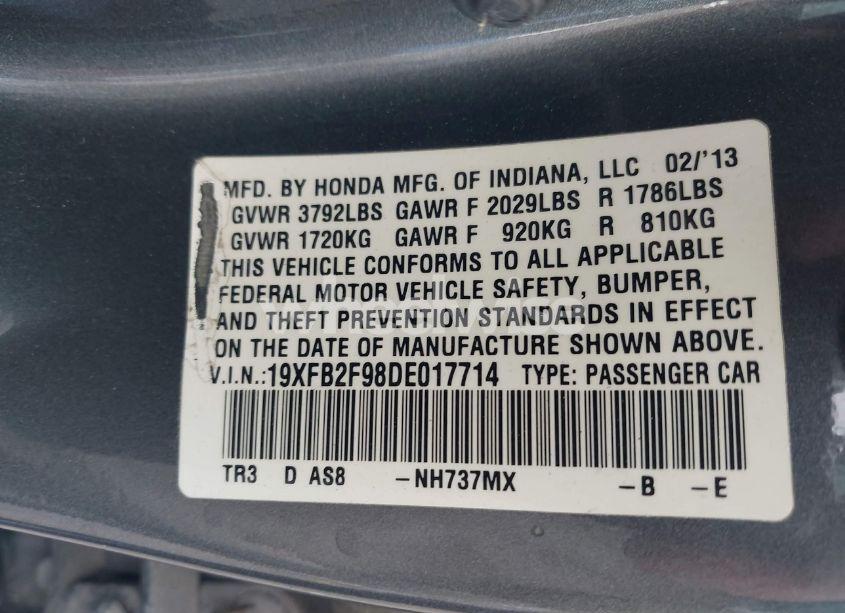 MFD. BY HONDA MFG. OF INDIANA, LLC 02/'13
GVWR 3792LBS GAWR F 2029LBS R 1786LBS
GVWR 1720KG GAWR F 920KG R 810KG
THIS VEHICLE CONFORMS TO ALL APPLICABLE
FEDERAL MOTOR VEHICLE SAFETY, BUMPER,
AND THEFT PREVENTION STANDARDS IN EFFECT
ON THE DATE OF MANUFACTURE SHOWN ABOVE.
V.I.N.:19XFB2F98DE017714 TYPE: PASSENGER CAR
TR3 D AS8 -NH737MX -B -E